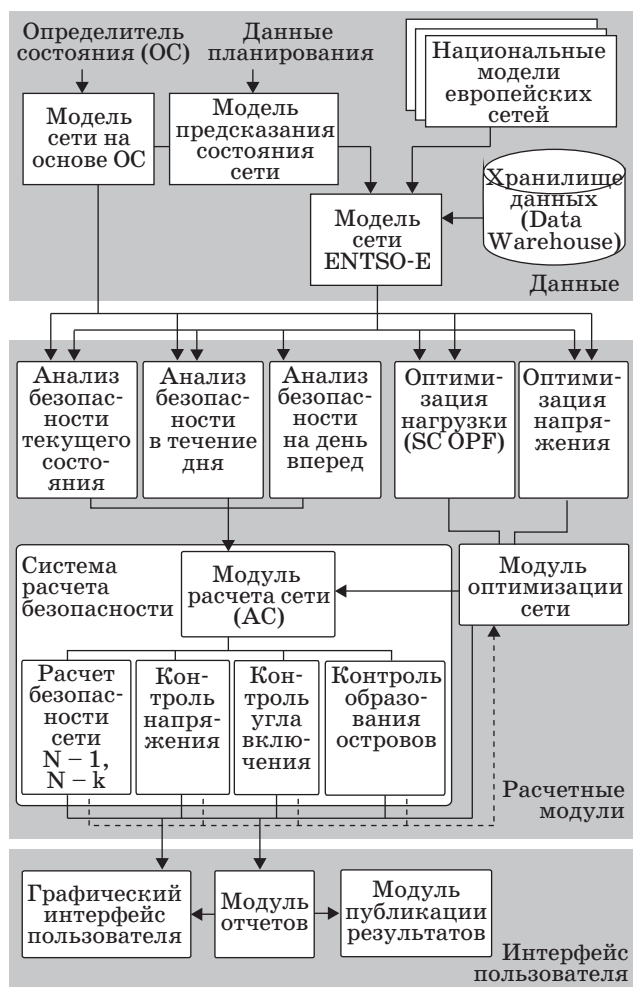 Определитель
состояния (ОС)
Данные
планирования
Национальные
модели
европейских
сетей
Модель
сети на
основе ОС
Модель
предсказания
состояния
сети
Хранилище
данных
(Data
Warehouse)
Модель
сети
ENTSO-E
Данные
Анализ
безопас-
ности
текущего
состо-
яния
Анализ
безопас-
ности
в течение
дня
Анализ
безопас-
ности
на день
вперед
Оптими-
зация
нагрузки
(SC OPF)
Оптими-
зация
напря-
жения
Система
расчета
безопасности
Модуль
расчета сети
(АС)
Модуль
оптимизации
сети
Расчет
безопас-
ности
сети
N – 1,
N – k
Кон-
троль
напря-
жения
Кон-
троль
угла
вклю-
чения
Контроль
образо-
вания
островов
Расчетные
модули
Графический
интерфейс
пользователя
Модуль
отчетов
Модуль
публикации
результатов
Интерфейс
пользователя